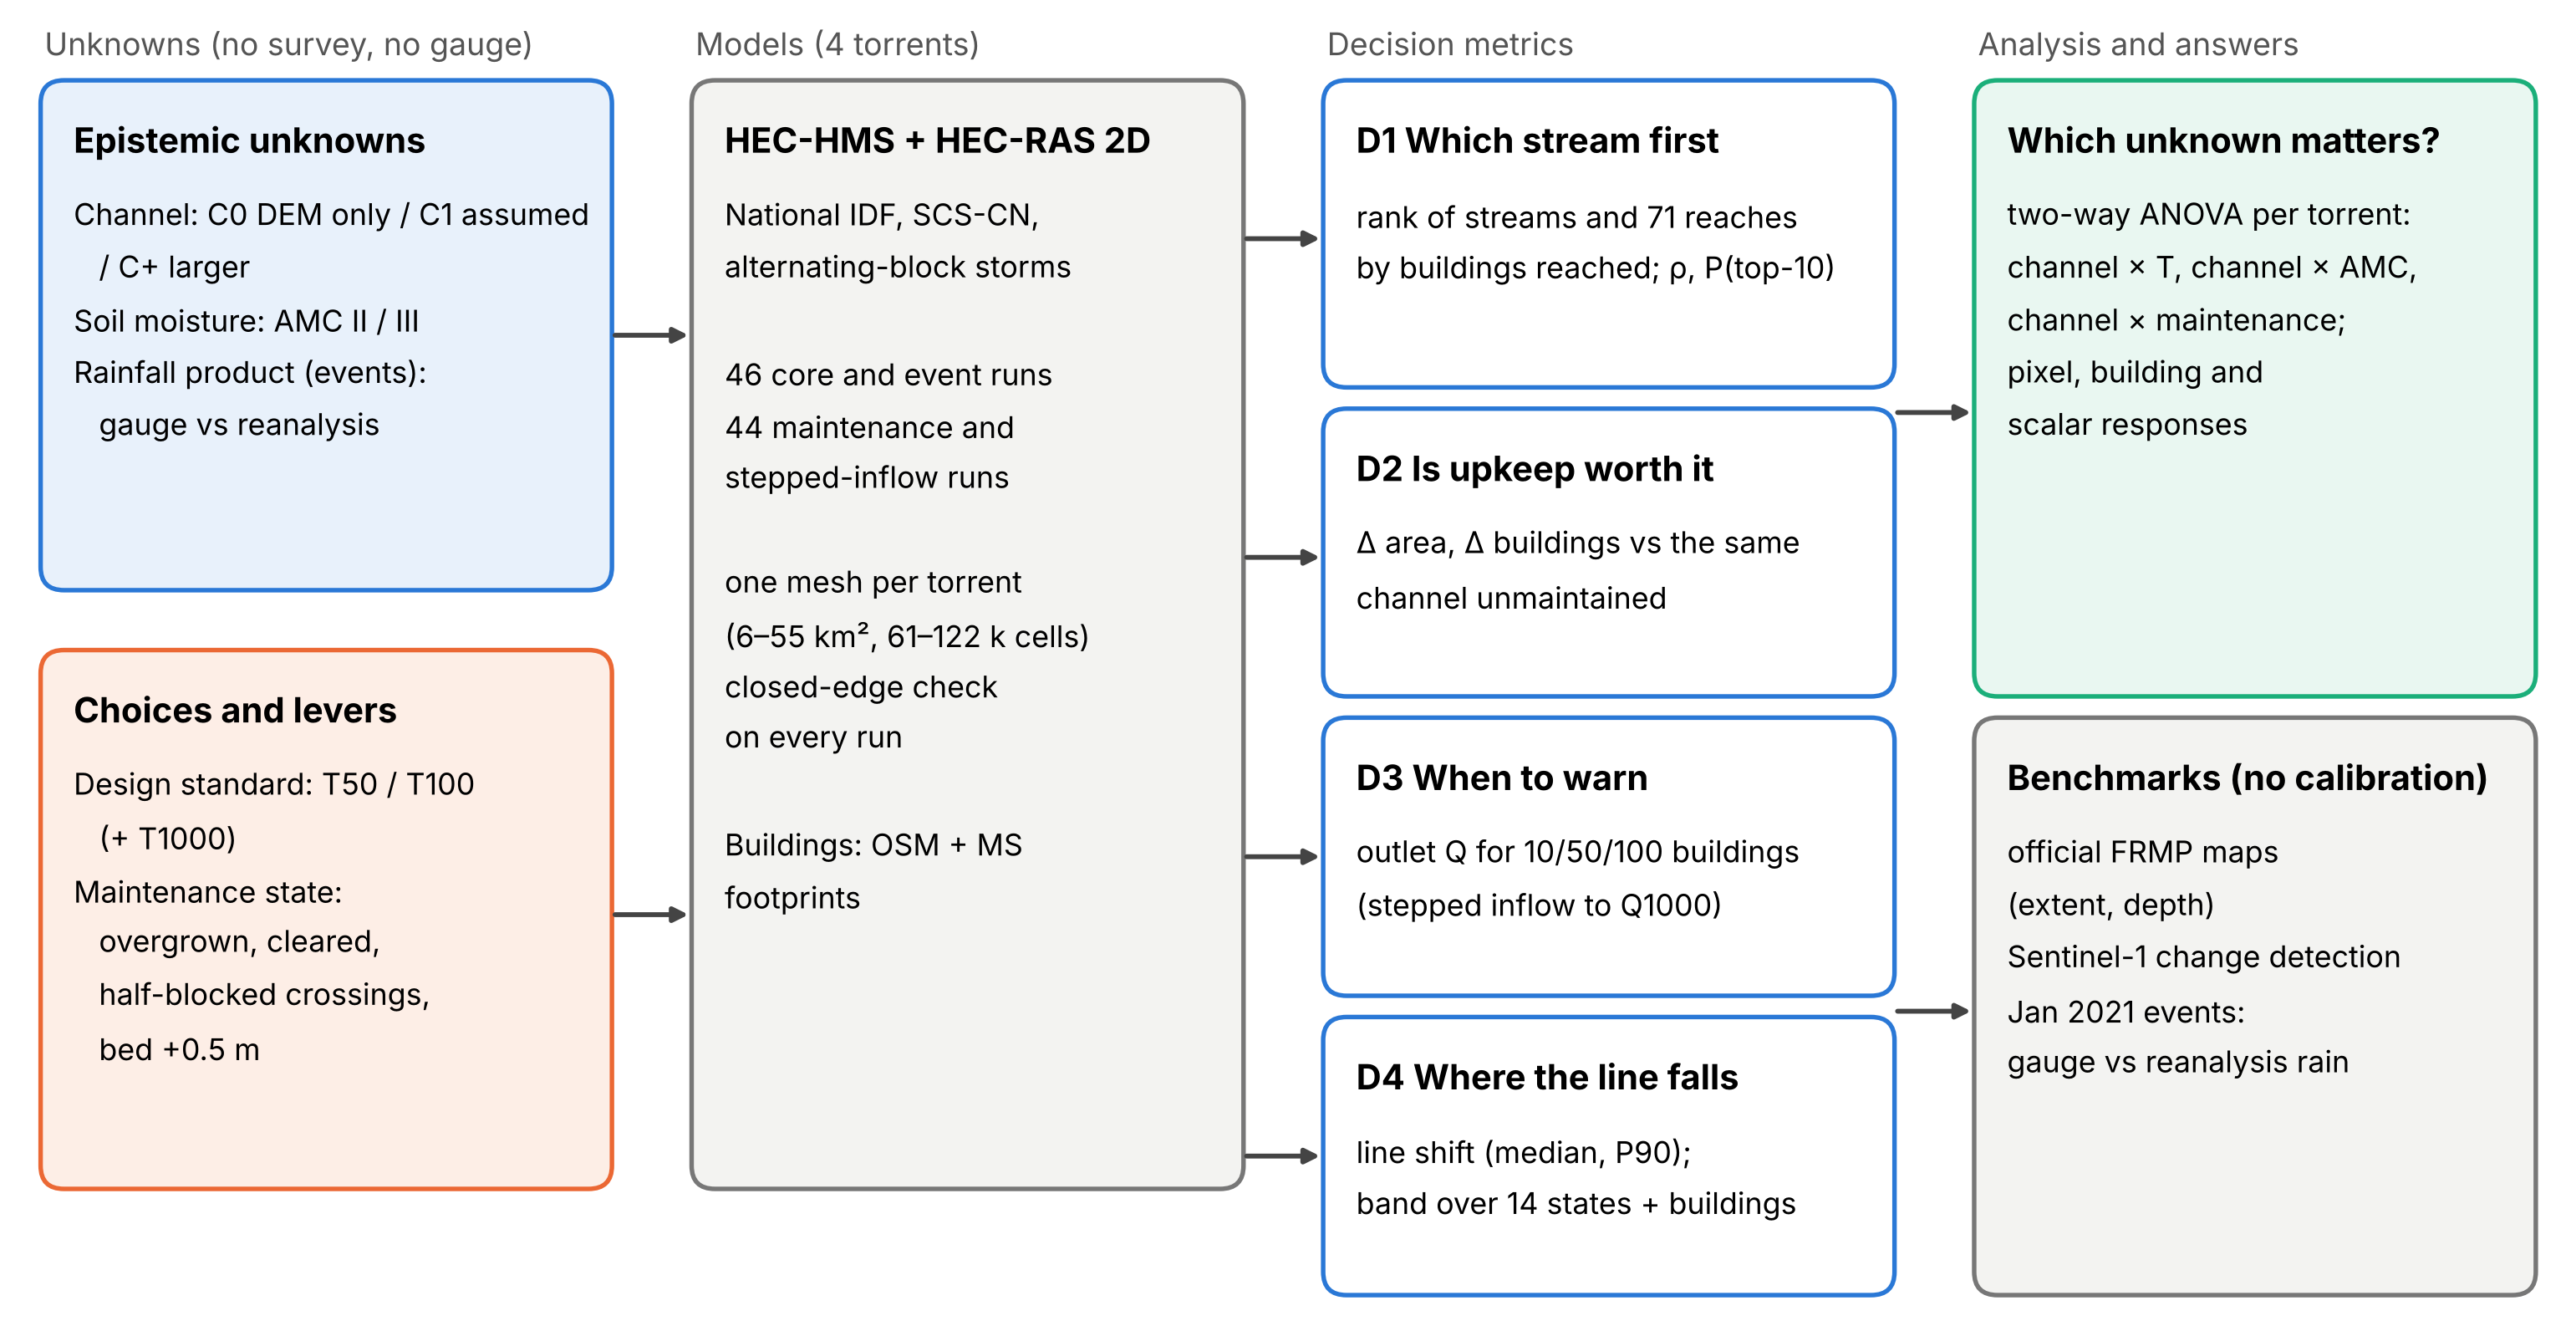 Unknowns (no survey, no gauge)
Epistemic unknowns
Channel: C0 DEM only / C1 assumed
/ C+ larger
Soil moisture: AMC II / III
Rainfall product (events):
gauge vs reanalysis
Choices and levers
Design standard: T50 / T100
(+ T1000)
Maintenance state:
overgrown, cleared,
half-blocked crossings,
bed +0.5 m
Models (4 torrents)
HEC-HMS + HEC-RAS 2D
National IDF, SCS-CN,
alternating-block storms
46 core and event runs
44 maintenance and
stepped-inflow runs
one mesh per torrent
(6–55 km², 61–122 k cells)
closed-edge check
on every run
Buildings: OSM + MS
footprints
Decision metrics
D1 Which stream first
rank of streams and 71 reaches
by buildings reached; ρ, P(top-10)
D2 Is upkeep worth it
Δ area, Δ buildings vs the same
channel unmaintained
D3 When to warn
outlet Q for 10/50/100 buildings
(stepped inflow to Q1000)
D4 Where the line falls
line shift (median, P90);
band over 14 states + buildings
Analysis and answers
Which unknown matters?
two-way ANOVA per torrent:
channel × T, channel × AMC,
channel × maintenance;
pixel, building and
scalar responses
Benchmarks (no calibration)
official FRMP maps
(extent, depth)
Sentinel-1 change detection
Jan 2021 events:
gauge vs reanalysis rain